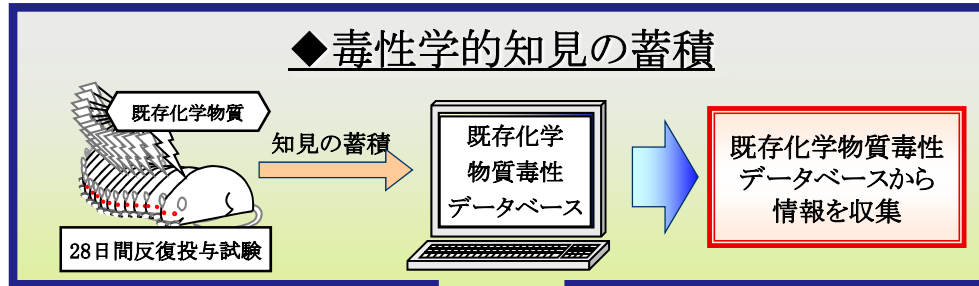 ◆毒性学的知見の蓄積
既存化学物質
28日間反復投与試験
知見の蓄積
既存化学
物質毒性
データベース
既存化学物質毒性
データベースから
情報を収集